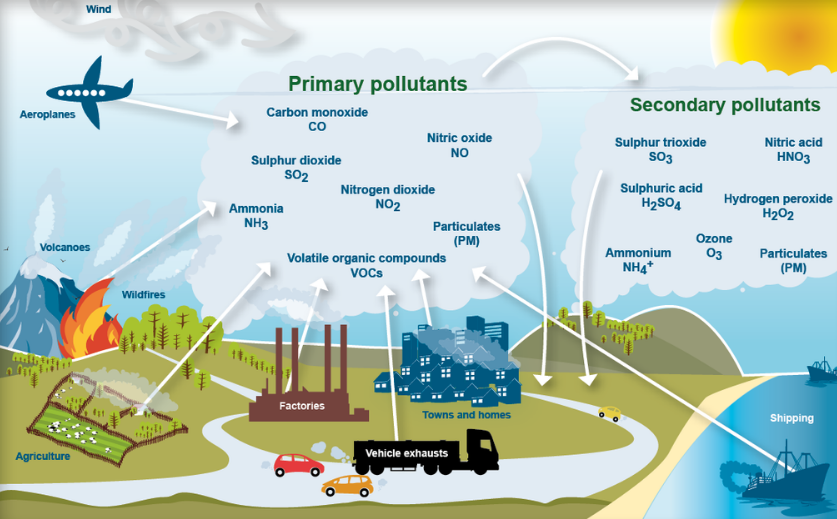 Wind
Primary pollutants
Secondary pollutants
Aeroplanes
Carbon monoxide
CO
Nitric oxide
NO
Sulphur dioxide
SO2
Nitrogen dioxide
NO2
Ammonia
NH3
Particulates
(PM)
Volatile organic compounds
VOCs
Sulphur trioxide
SO3
Nitric acid
HNO3
Sulphuric acid
H2SO4
Hydrogen peroxide
H2O2
Ammonium
NH4+
Ozone
O3
Particulates
(PM)
Volcanoes
Wildfires
Factories
Towns and homes
Shipping
Agriculture
Vehicle exhausts